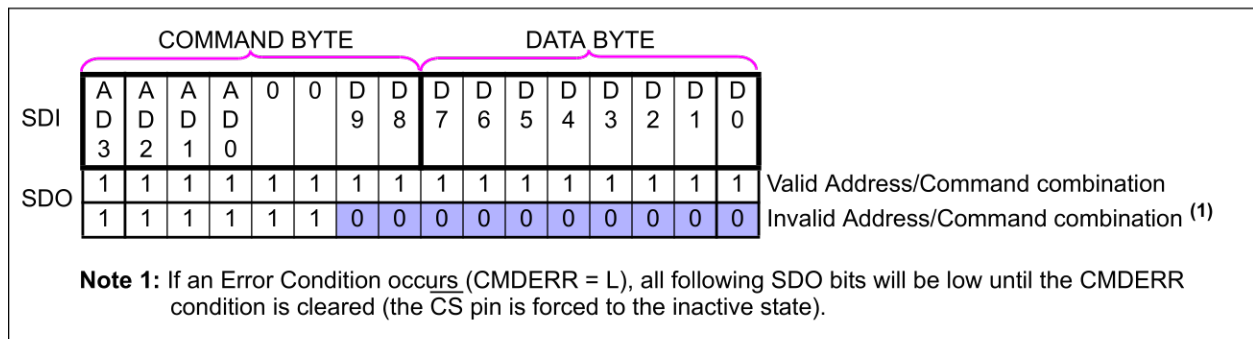 COMMAND BYTE DATA BYTE
SDI A D 3 A D 2 A D 1 A D 0 0 0 D 9 D 8 D 7 D 6 D 5 D 4 D 3 D 2 D 1 D 0
SDO 1 1 1 1 1 1 1 1 1 1 1 1 1 1 1 1 Valid Address/Command combination
1 1 1 1 1 1 0 0 0 0 0 0 0 0 0 0 Invalid Address/Command combination (1)
Note 1: If an Error Condition occurs (CMDERR = L), all following SDO bits will be low until the CMDERR
condition is cleared (the CS pin is forced to the inactive state).